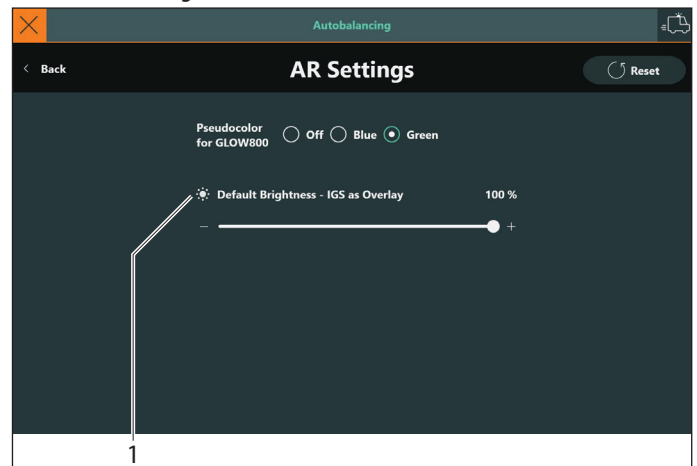 Autobalancing
< Back
AR Settings
Reset
Pseudocolor
for GLOW800
Off Blue Green
Default Brightness - IGS as Overlay 100 %
− +
1